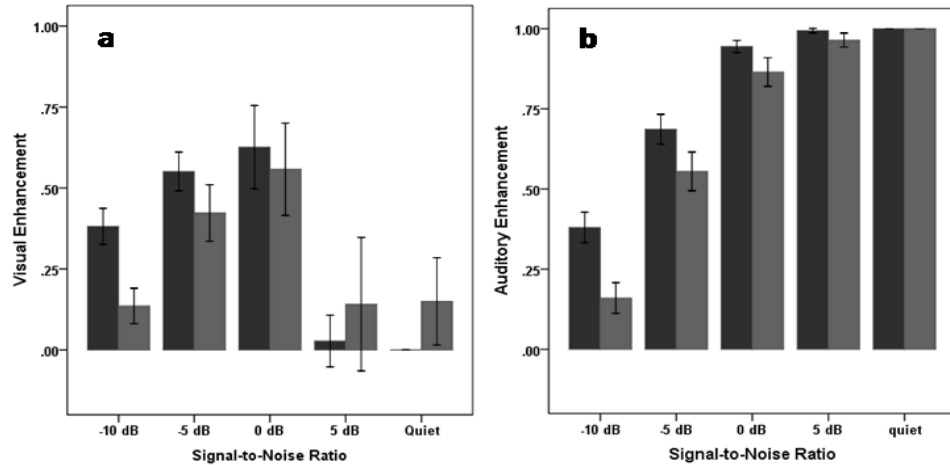 a
1.00
.75
.50
.25
.00
Visual Enhancement
-10 dB
-5 dB
0 dB
5 dB
Quiet
Signal-to-Noise Ratio
b
1.00
.75
.50
.25
.00
Auditory Enhancement
-10 dB
-5 dB
0 dB
5 dB
quiet
Signal-to-Noise Ratio